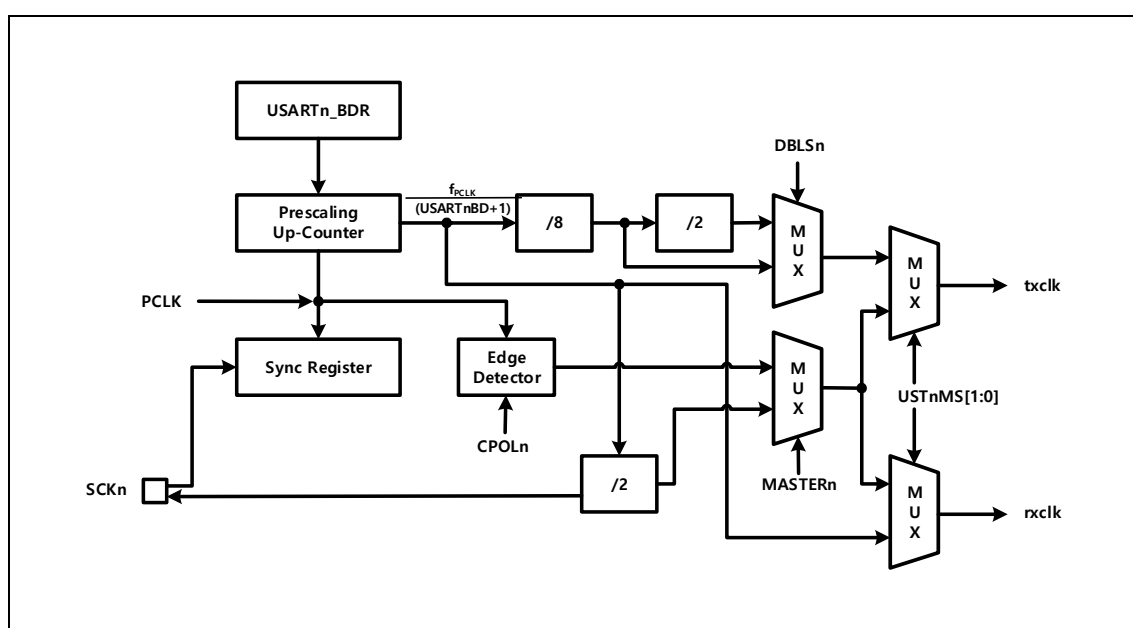 USARTn_BDR
DBLSn
fPCLK
(USARTnBD+1)
Prescaling
Up-Counter
/8
/2
M
U
X
M
U
X
txclk
PCLK
Sync Register
Edge
Detector
M
U
X
USTnMS[1:0]
CPOLn
SCKn
/2
MASTERn
M
U
X
rxclk